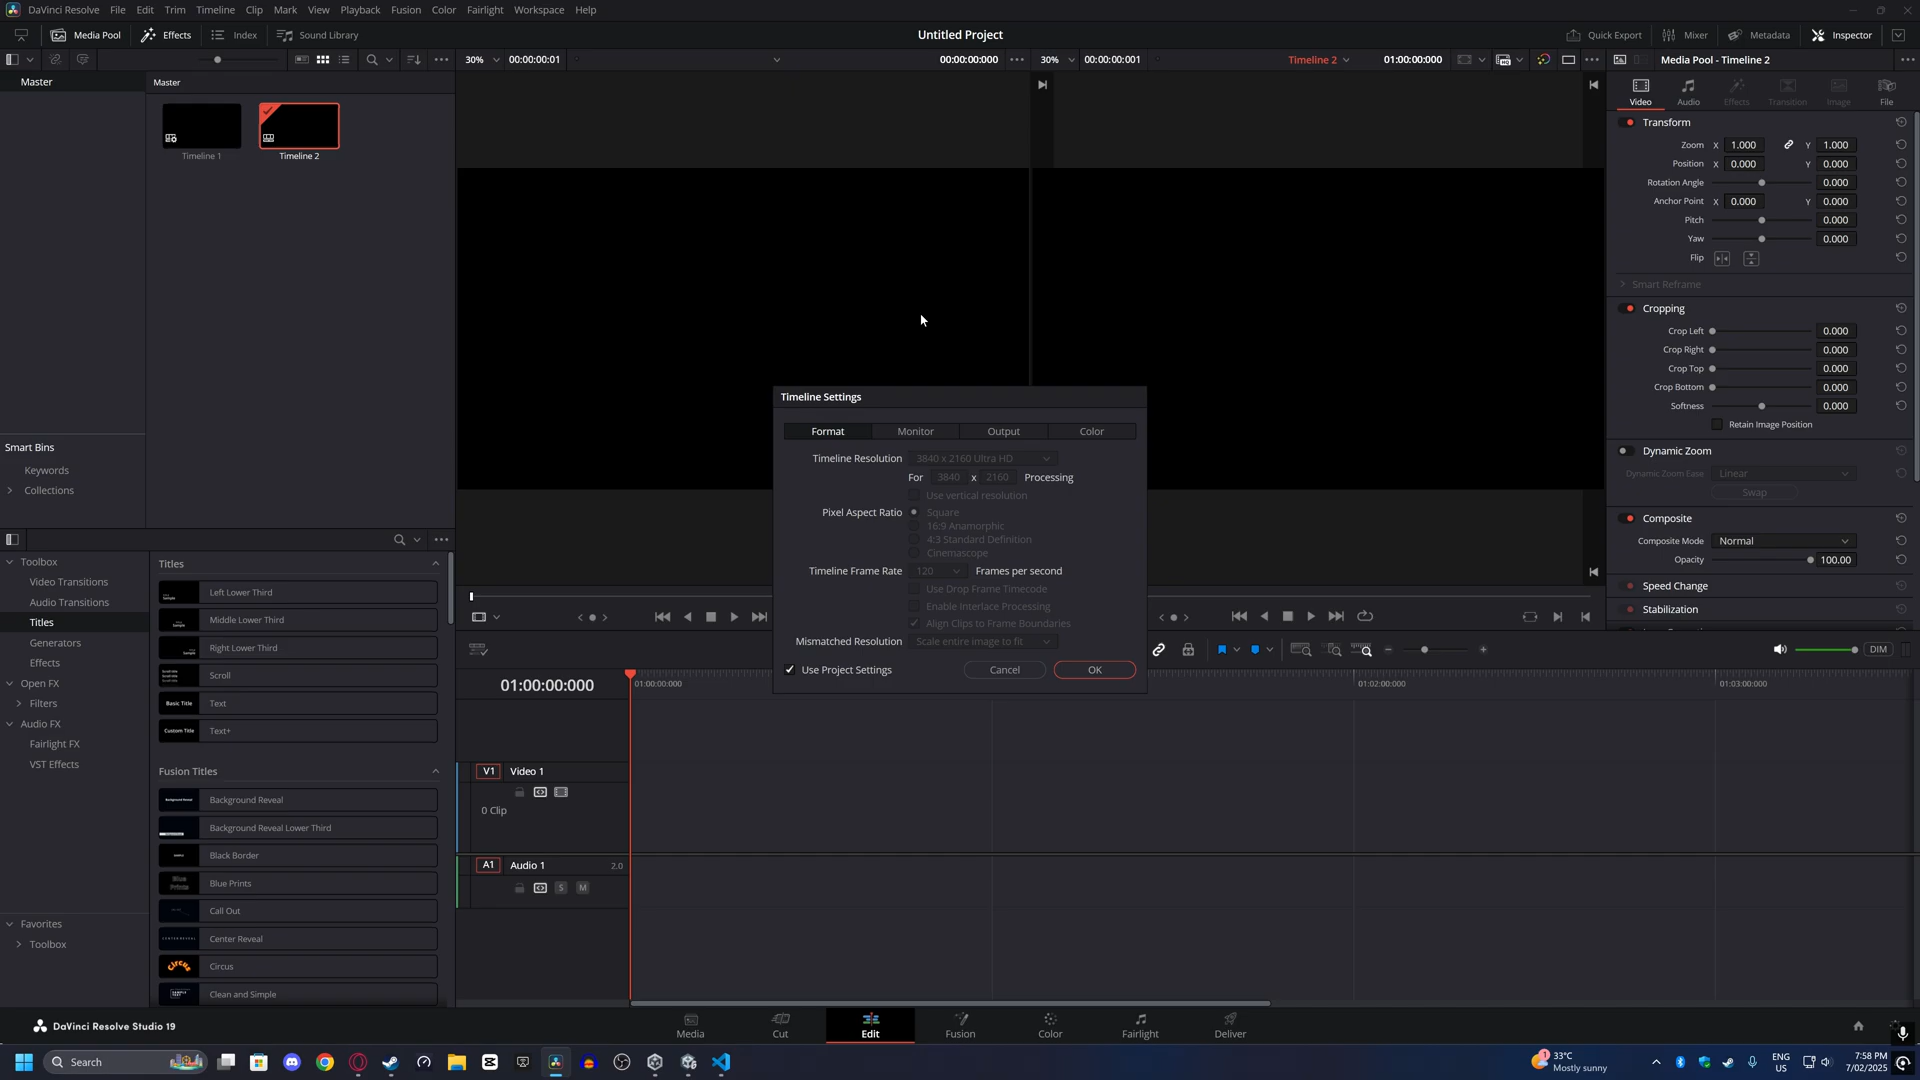 DaVinci Resolve File Edit Trim Timeline Clip Mark View Playback Fusion Color Fairlight Workspace Help
Media Pool Effects Index Sound Library Untitled Project Quick Export Mixer Metadata Inspector
30% 00:00:00:01 00:00:00:000 30% 00:00:00:001 Timeline 2 01:00:00:000 Media Pool - Timeline 2
Master
Master
Timeline 1
Timeline 2
Smart Bins
Keywords
Collections
Video Audio Effects Transition Image File
Transform
Zoom X 1.000 Y 1.000
Position X 0.000 Y 0.000
Rotation Angle 0.000
Anchor Point X 0.000 Y 0.000
Pitch 0.000
Yaw 0.000
Flip
Smart Reframe
Cropping
Crop Left 0.000
Crop Right 0.000
Crop Top 0.000
Crop Bottom 0.000
Softness 0.000
Retain Image Position
Dynamic Zoom
Dynamic Zoom Ease Linear
Swap
Composite
Composite Mode Normal
Opacity 100.00
Speed Change
Stabilization
Timeline Settings
Format Monitor Output Color
Timeline Resolution 3840 x 2160 Ultra HD
For 3840 x 2160 Processing
Use vertical resolution
Pixel Aspect Ratio Square
16:9 Anamorphic
4:3 Standard Definition
Cinemascope
Timeline Frame Rate 120 Frames per second
Use Drop Frame Timecode
Enable Interlace Processing
Align Clips to Frame Boundaries
Mismatched Resolution Scale entire image to fit
Use Project Settings Cancel OK
Toolbox
Video Transitions
Audio Transitions
Titles
Generators
Effects
Open FX
Filters
Audio FX
Fairlight FX
VST Effects
Favorites
Toolbox
Titles
Left Lower Third
Middle Lower Third
Right Lower Third
Scroll
Basic Title Text
Custom Title Text+
Fusion Titles
Background Reveal
Background Reveal Lower Third
Black Border
Blue Prints Blue Prints
Call Out
Center Reveal
Circus Circus
Clean and Simple
DIM
01:00:00:000 01:00:00:000 01:02:00:000 01:03:00:000
V1 Video 1
0 Clip
A1 Audio 1 2.0
S M
DaVinci Resolve Studio 19 Media Cut Edit Fusion Color Fairlight Deliver
Search 1 33°C Mostly sunny ENG US 7:58 PM 7/02/2025